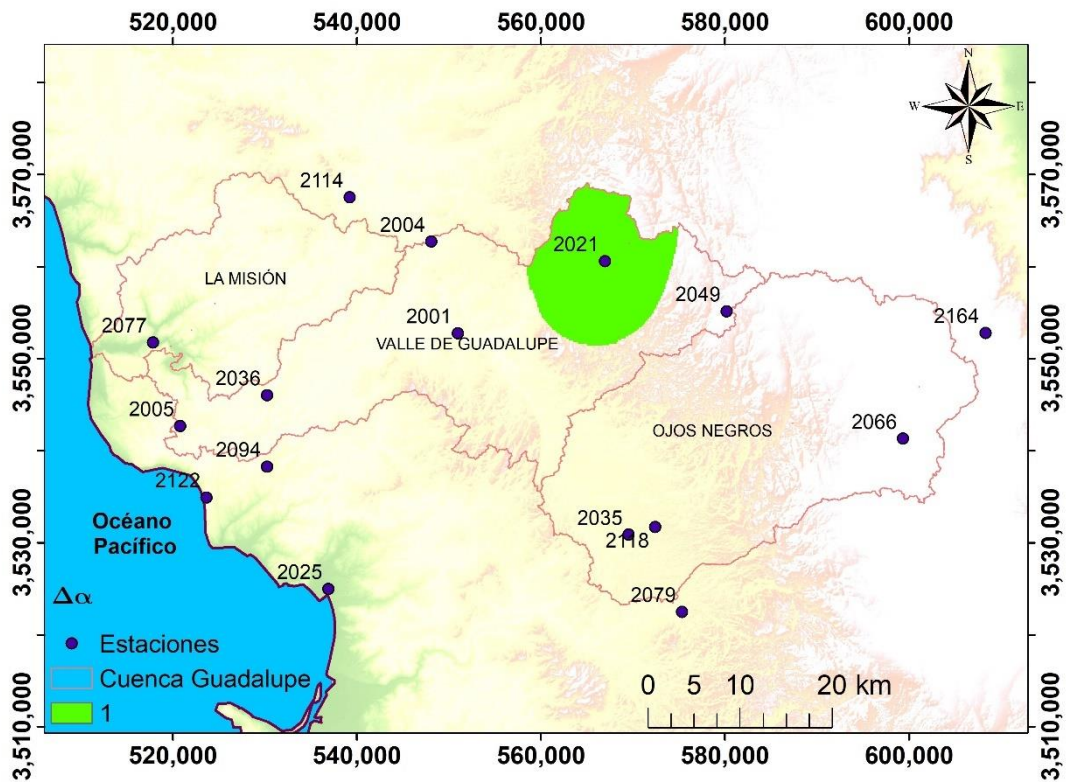 520,000 540,000 560,000 580,000 600,000
N
W E
S
3,570,000 3,570,000
2114
2004
2021
LA MISIÓN
2049
2164
2077
2001
VALLE DE GUADALUPE
3,550,000 3,550,000
2036
2005
OJOS NEGROS
2066
2094
2122
Océano
Pacífico
2035
2118
3,530,000 3,530,000
2025
2079
Δα
Estaciones
Cuenca Guadalupe
1
0 5 10 20 km
3,510,000 3,510,000
520,000 540,000 560,000 580,000 600,000